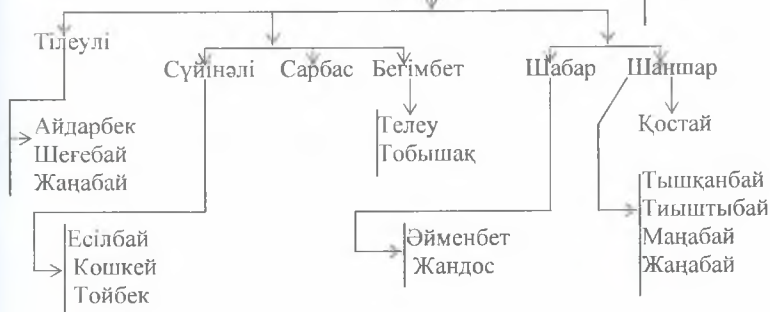 Тілеулі
Сүйінәлі Сарбас Бегімбет Шабар Шаншар
Айдарбек
Шегебай
Жаңабай
Телеу
Тобышақ
Қостай
Тышқанбай
Тиыштыбай
Маңабай
Жаңабай
Есілбай
Кошкей
Тойбек
Әйменбет
Жандос